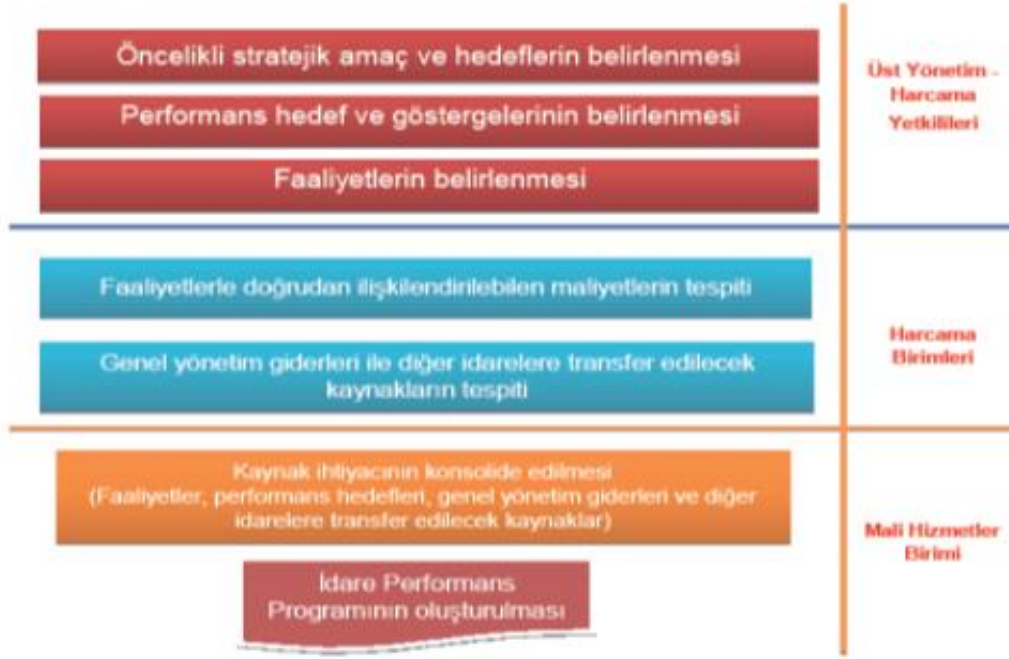 Öncelikli stratejik amaç ve hedeflerin belirlenmesi
Performans hedef ve göstergelerinin belirlenmesi
Faaliyetlerin belirlenmesi
Üst Yönetim -
Harcama
Yetkilileri
Faaliyetlerle doğrudan ilişkilendirilebilen maliyetlerin tespiti
Genel yönetim giderleri ile diğer idarelere transfer edilecek
kaynakların tespiti
Harcama
Birimleri
Kaynak ihtiyacının konsolide edilmesi
(Faaliyetler, performans hedefleri, genel yönetim giderleri ve diğer
idarelere transfer edilecek kaynaklar)
İdare Performans
Programının oluşturulması
Mali Hizmetler
Birimi